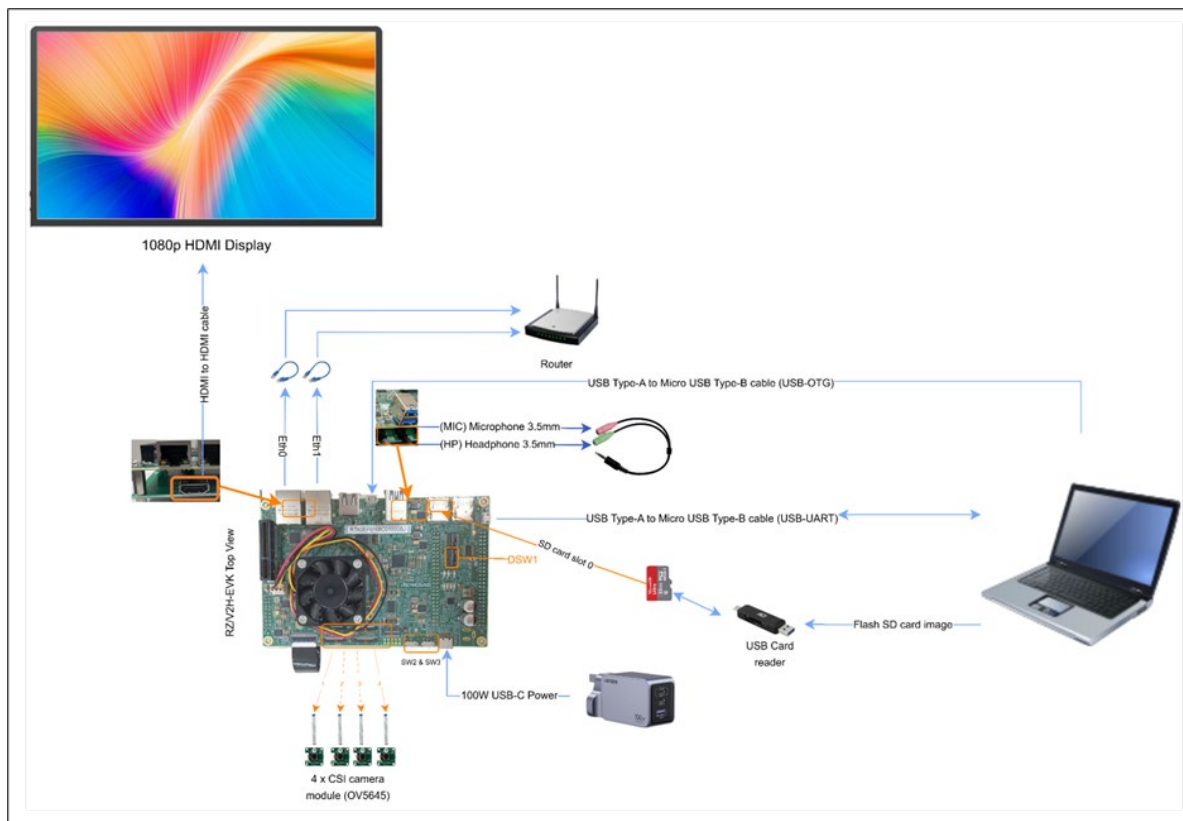 1080p HDMI Display
HDMI to HDMI cable
Router
USB Type-A to Micro USB Type-B cable (USB-OTG)
(MIC) Microphone 3.5mm
(HP) Headphone 3.5mm
Eth0
Eth1
USB Type-A to Micro USB Type-B cable (USB-UART)
RZ/V2H-EVK Top View
DSW1
SD card slot 0
USB Card
reader
Flash SD card image
SW2 & SW3
100W USB-C Power
4 x CSI camera
module (OV5645)